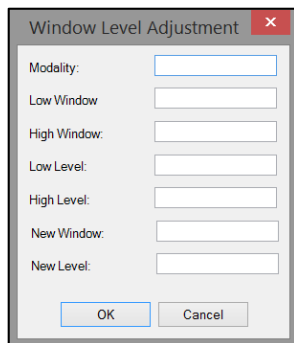 Window Level Adjustment
Modality:
Low Window
High Window:
Low Level:
High Level:
New Window:
New Level:
OK Cancel